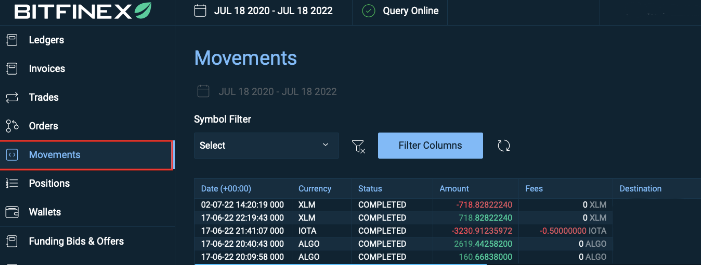 BITFINEX
JUL 18 2020 - JUL 18 2022
Query Online
Ledgers
Invoices
Trades
Orders
Movements
Positions
Wallets
Funding Bids & Offers
Movements
JUL 18 2020 - JUL 18 2022
Symbol Filter
Select
Filter Columns
Date (+00:00) Currency Status Amount Fees Destination
02-07-22 14:20:19 000 XLM COMPLETED -718.82822240 0 XLM
17-06-22 22:19:43 000 XLM COMPLETED 718.82822240 0 XLM
17-06-22 21:41:07 000 IOTA COMPLETED -3230.91235972 -0.50000000 IOTA
17-06-22 20:40:43 000 ALGO COMPLETED 2619.44258200 0 ALGO
17-06-22 20:09:58 000 ALGO COMPLETED 160.66838000 0 ALGO